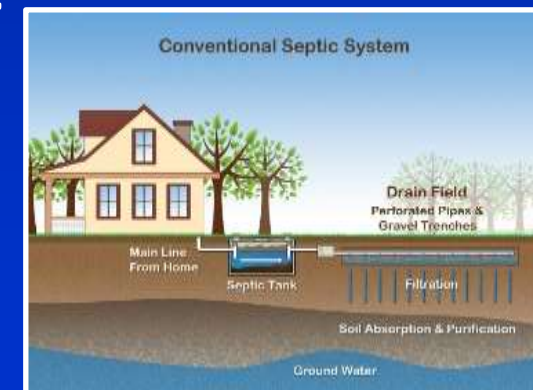 Conventional Septic System
Drain Field
Perforated Pipes &
Gravel Trenches
Main Line
From Home
Septic Tank
Filtration
Soil Absorption & Purification
Ground Water